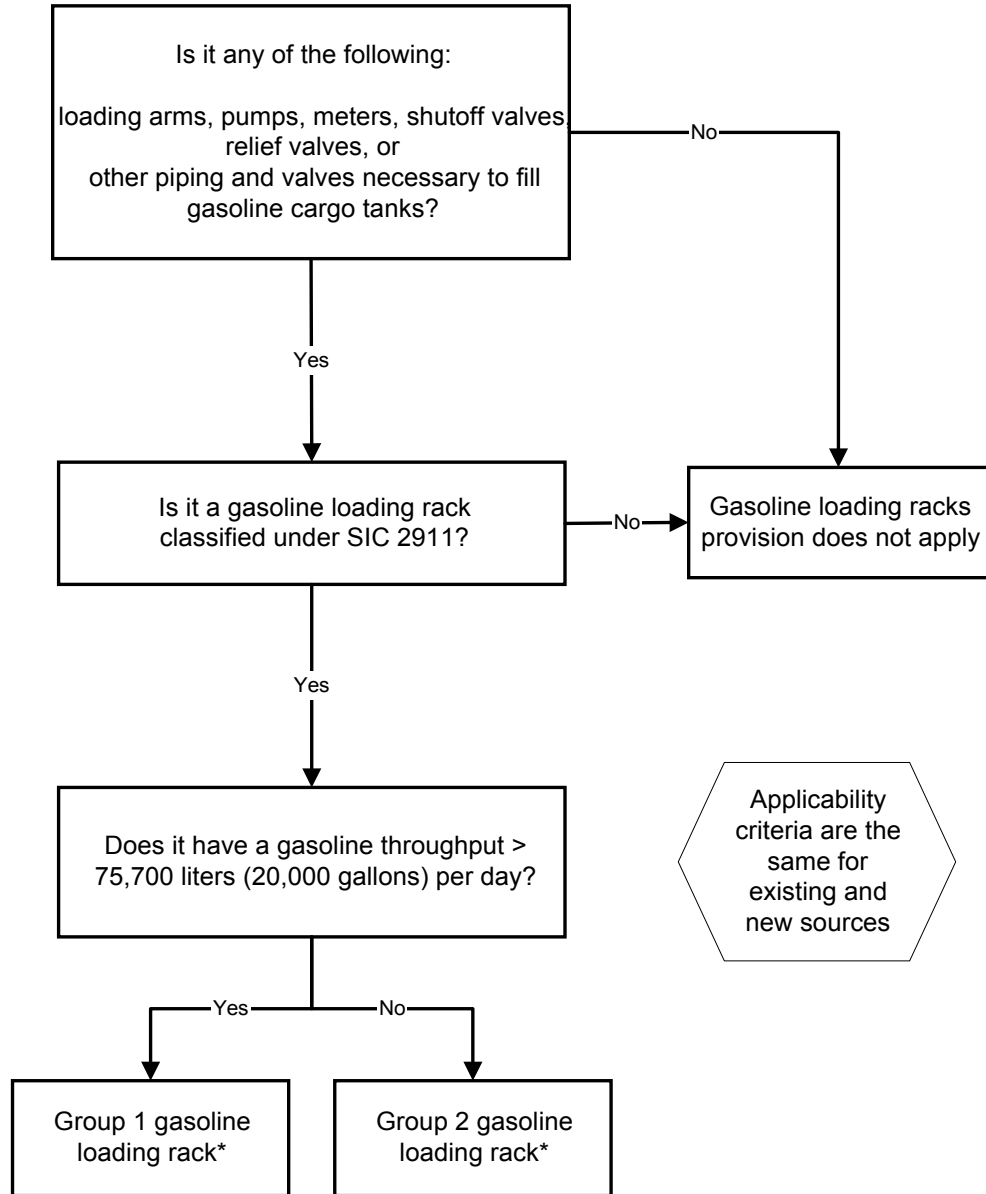 Is it any of the following:
loading arms, pumps, meters, shutoff valves,
relief valves, or
other piping and valves necessary to fill
gasoline cargo tanks?
No
Yes
Is it a gasoline loading rack
classified under SIC 2911?
No
Gasoline loading racks
provision does not apply
Yes
Does it have a gasoline throughput >
75,700 liters (20,000 gallons) per day?
Applicability
criteria are the
same for
existing and
new sources
Yes
No
Group 1 gasoline
loading rack*
Group 2 gasoline
loading rack*